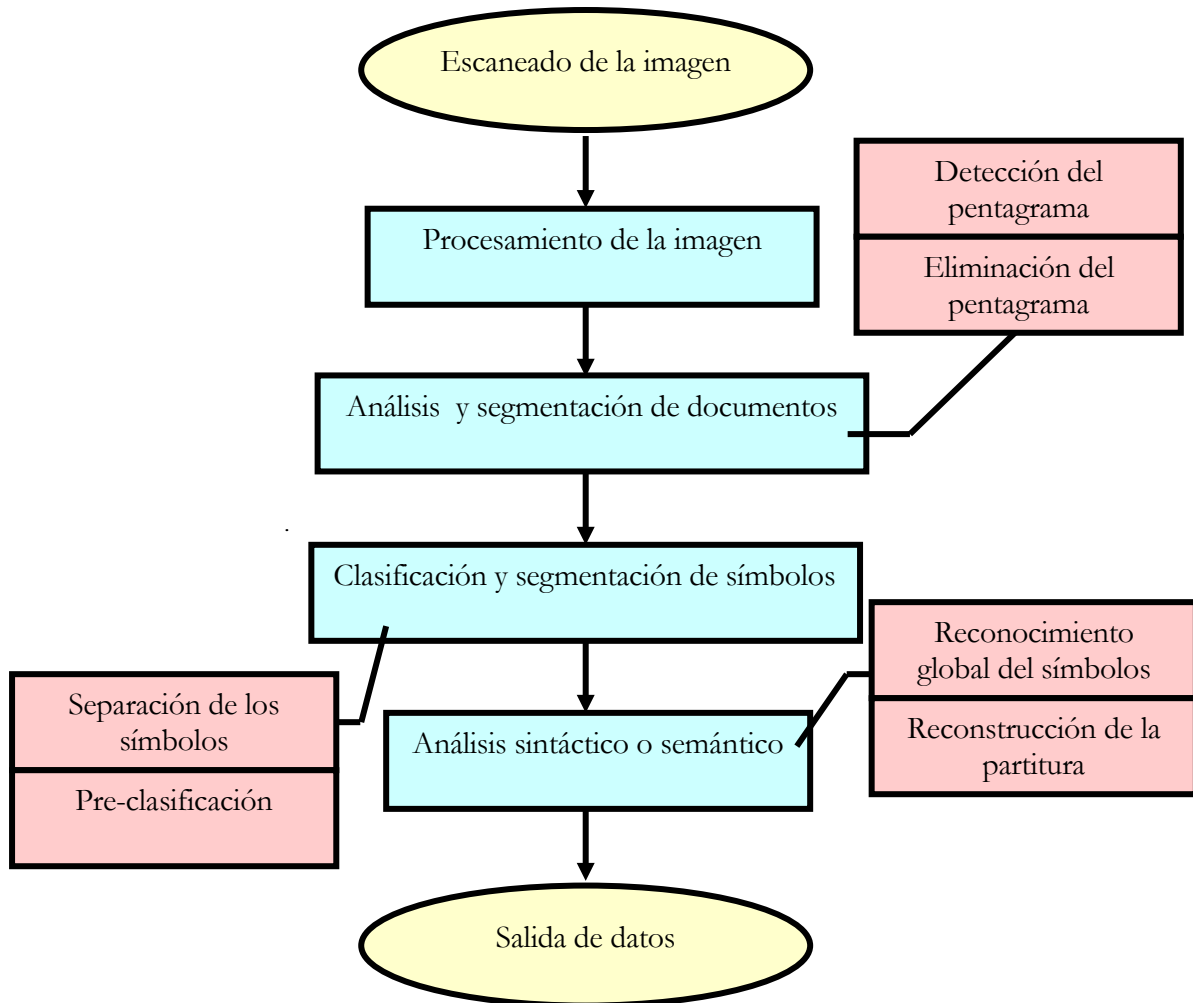 Escaneado de la imagen
Detección del
pentagrama
Procesamiento de la imagen
Eliminación del
pentagrama
Análisis y segmentación de documentos
Clasificación y segmentación de símbolos
Reconocimiento
global del símbolos
Separación de los
símbolos
Análisis sintáctico o semántico
Reconstrucción de la
partitura
Pre-clasificación
Salida de datos